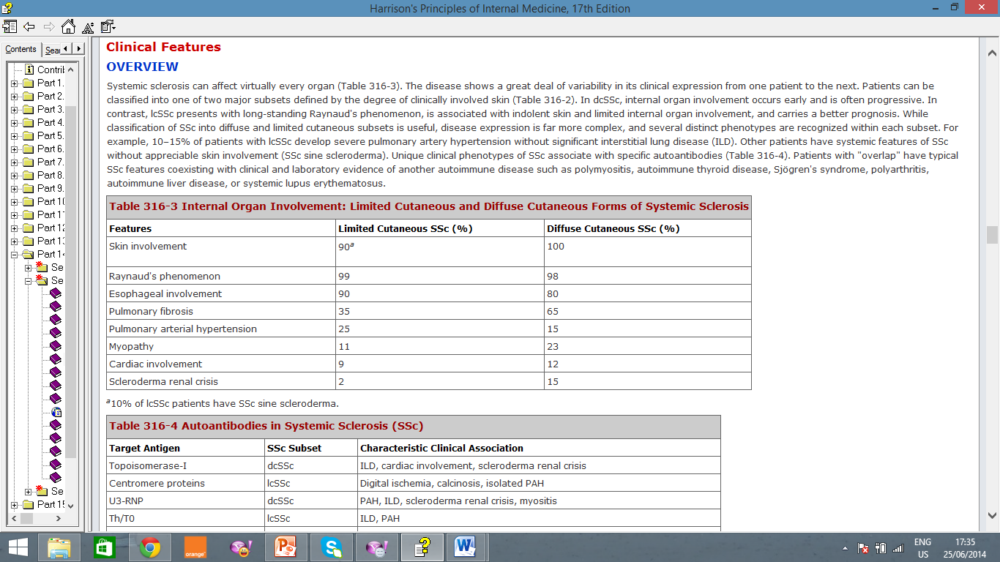 Harrison's Principles of Internal Medicine, 17th Edition
Contents
Contrib
Part 1.
Part 2.
Part 3.
Part 4.
Part 5.
Part 6.
Part 7.
Part 8.
Part 9.
Part 10
Part 11
Part 12
Part 13
Part 14
Se
Se
Se
Part 15
Clinical Features
OVERVIEW
Systemic sclerosis can affect virtually every organ (Table 316-3). The disease shows a great deal of variability in its clinical expression from one patient to the next. Patients can be
classified into one of two major subsets defined by the degree of clinically involved skin (Table 316-2). In dcSSc, internal organ involvement occurs early and is often progressive. In
contrast, lcSSc presents with long-standing Raynaud's phenomenon, is associated with indolent skin and limited internal organ involvement, and carries a better prognosis. While
classification of SSc into diffuse and limited cutaneous subsets is useful, disease expression is far more complex, and several distinct phenotypes are recognized within each subset. For
example, 10–15% of patients with lcSSc develop severe pulmonary artery hypertension without significant interstitial lung disease (ILD). Other patients have systemic features of SSc
without appreciable skin involvement (SSc sine scleroderma). Unique clinical phenotypes of SSc associate with specific autoantibodies (Table 316-4). Patients with "overlap" have typical
SSc features coexisting with clinical and laboratory evidence of another autoimmune disease such as polymyositis, autoimmune thyroid disease, Sjögren's syndrome, polyarthritis,
autoimmune liver disease, or systemic lupus erythematosus.
Table 316-3 Internal Organ Involvement: Limited Cutaneous and Diffuse Cutaneous Forms of Systemic Sclerosis
Features Limited Cutaneous SSc (%) Diffuse Cutaneous SSc (%)
Skin involvement 90a 100
Raynaud's phenomenon 99 98
Esophageal involvement 90 80
Pulmonary fibrosis 35 65
Pulmonary arterial hypertension 25 15
Myopathy 11 23
Cardiac involvement 9 12
Scleroderma renal crisis 2 15
a10% of lcSSc patients have SSc sine scleroderma.
Table 316-4 Autoantibodies in Systemic Sclerosis (SSc)
Target Antigen SSc Subset Characteristic Clinical Association
Topoisomerase-I dcSSc ILD, cardiac involvement, scleroderma renal crisis
Centromere proteins lcSSc Digital ischemia, calcinosis, isolated PAH
U3-RNP dcSSc PAH, ILD, scleroderma renal crisis, myositis
Th/T0 lcSSc ILD, PAH
orange
ENG 17:35
US 25/06/2014